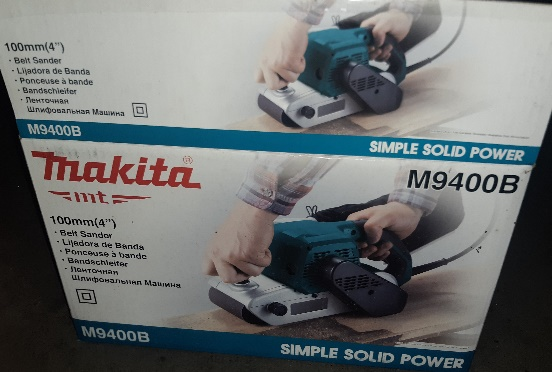 100mm(4")
· Belt Sander
· Lijadora de Banda
· Ponceuse à bande
· Bandschleifer
· Ленточная
Шлифовальная Машина
M9400B
SIMPLE SOLID POWER
makita®
mt
M9400B
100mm(4")
· Belt Sander
· Lijadora de Banda
· Ponceuse à bande
· Bandschleifer
· Ленточная
Шлифовальная Машина
M9400B
SIMPLE SOLID POWER